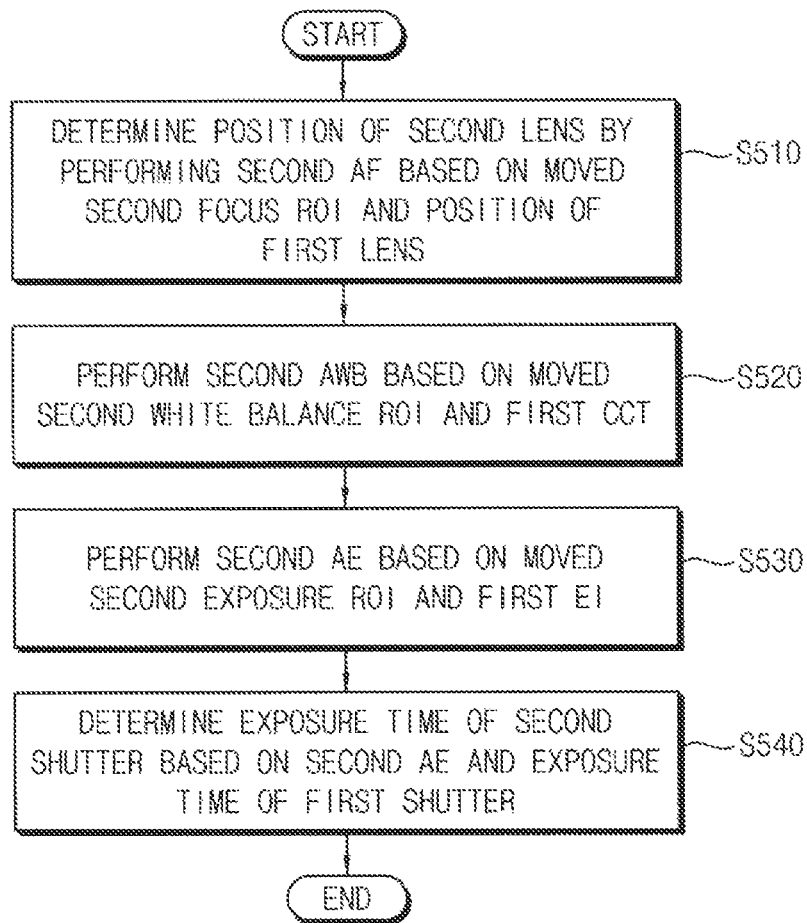 START
DETERMINE POSITION OF SECOND LENS BY
PERFORMING SECOND AF BASED ON MOVED
SECOND FOCUS ROI AND POSITION OF
FIRST LENS
S510
PERFORM SECOND AWB BASED ON MOVED
SECOND WHITE BALANCE ROI AND FIRST CCT
S520
PERFORM SECOND AE BASED ON MOVED
SECOND EXPOSURE ROI AND FIRST EI
S530
DETERMINE EXPOSURE TIME OF SECOND
SHUTTER BASED ON SECOND AE AND EXPOSURE
TIME OF FIRST SHUTTER
S540
END